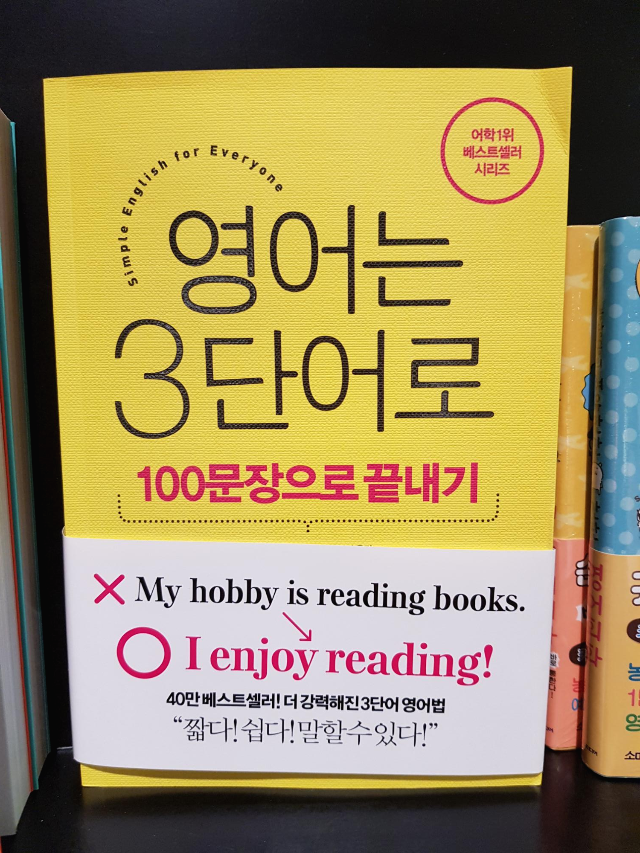 Simple English for Everyone
어학 1위
베스트셀러
시리즈
영어는
3단어로
100문장으로 끝내기
My hobby is reading books.
I enjoy reading!
40만 베스트셀러! 더 강력해진 3단어 영어법
“짧다! 쉽다! 말할 수 있다!”